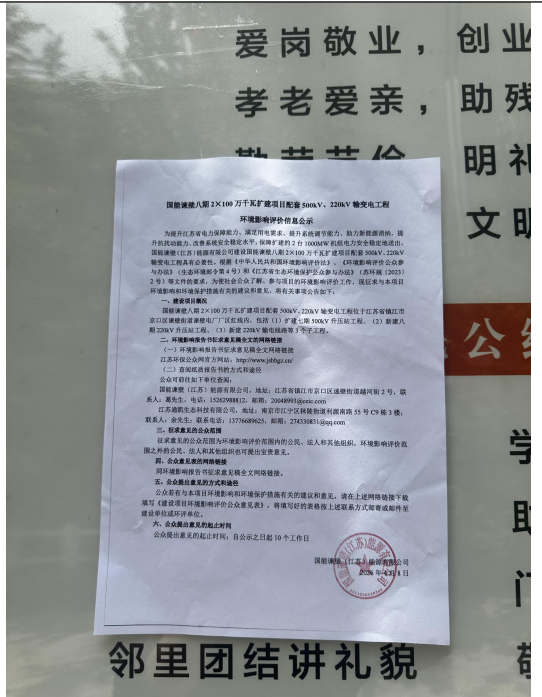 爱岗敬业，创业
孝老爱亲，助残
明礼
文明
国能谏壁八期2×100万千瓦扩建项目配套500kV、220kV输变电工程
环境影响评价信息公示
为提升江苏省电力保障能力、满足用电需求、提升系统调节能力、助力新能源消纳、提
升抗扰动能力、改善系统安全稳定水平，保障扩建的2台1000MW机组电力安全稳定地送出，
国能谏壁（江苏）能源有限公司建设国能谏壁八期2×100万千瓦扩建项目配套500kV、220kV
输变电工程具有必要性。根据《中华人民共和国环境影响评价法》、《环境影响评价公众参
与办法》（生态环境部令第4号）和《江苏省生态环境保护公众参与办法》（苏环规〔2023〕
2号）等文件的要求，为使社会公众了解、参与项目的环境影响评价工作，现征求与本项目
环境影响和环境保护措施有关的建议和意见，将有关事项公告如下：
一、建设项目概况
国能谏壁八期2×100万千瓦扩建项目配套500kV、220kV输变电工程位于江苏省镇江市
京口区谏壁街道谏壁电厂厂区红线内，包括（1）扩建七期500kV升压站工程、（2）新建八
期220kV升压站工程、（3）新建220kV输电线路等3个子工程。
二、环境影响报告书征求意见稿全文的网络链接
（一）环境影响报告书征求意见稿全文网络链接
江苏环保公众网官方网站：http://www.jshbgz.cn/
（二）查阅纸质报告书的方式和途径
公众可前往如下单位查阅：
国能谏壁（江苏）能源有限公司，地址：江苏省镇江市京口区谏壁街道越河街2号，联
系人：葛先生，电话：15262988812，邮箱：20048993@ceic.com
江苏道凯生态科技有限公司，地址：南京市江宁区秣陵街道利源南路55号C9栋3楼；
联系人：余先生；联系电话：13776689625，邮箱：274330831@qq.com
三、征求意见的公众范围
征求意见的公众范围为环境影响评价范围内的公民、法人和其他组织，环境影响评价范
围之外的公民、法人和其他组织也可提出宝贵意见。
四、公众意见表的网络链接
同环境影响报告书征求意见稿全文网络链接。
五、公众提出意见的方式和途径
公众若有与本项目环境影响和环境保护措施有关的建议和意见，请在上述网络链接下载
填写《建设项目环境影响评价公众意见表》，将填写好的表格按上述联系方式邮寄或邮件至
建设单位或环评单位。
六、公众提出意见的起止时间
公众提出意见的起止时间：自公示之日起10个工作日
国能谏壁（江苏）能源有限公司
公
学
助
门
邻里团结讲礼貌